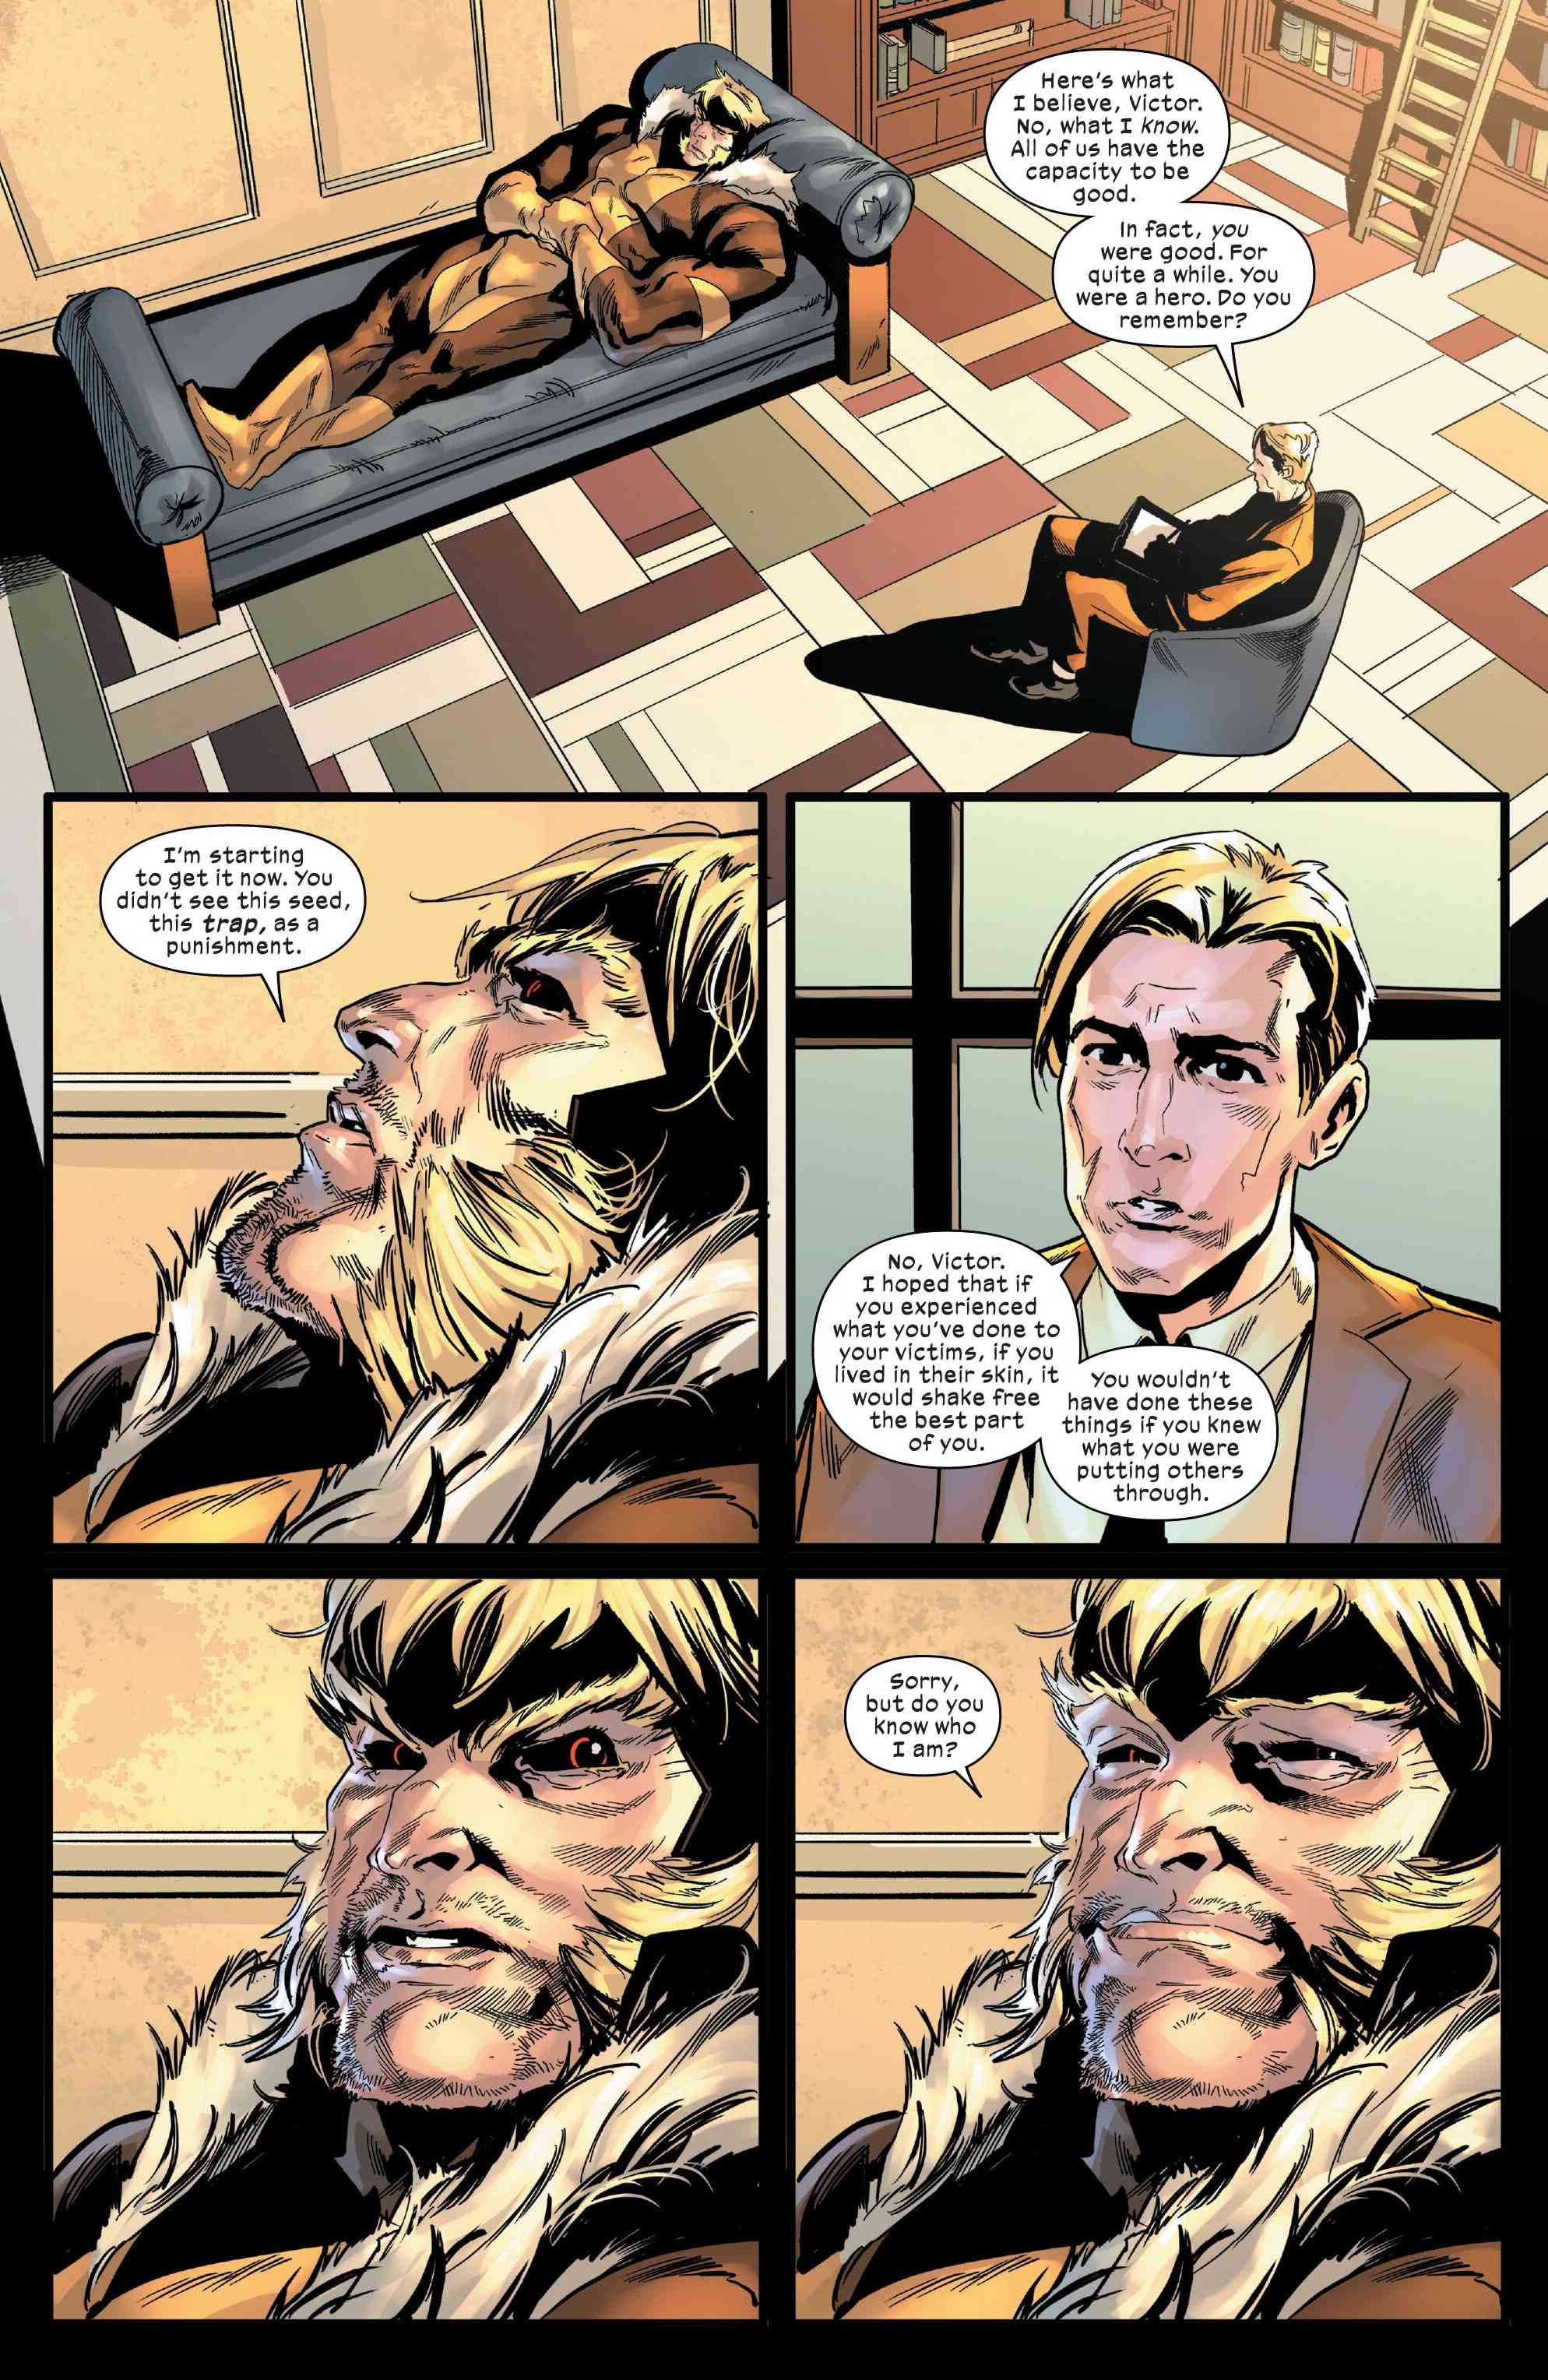 Here's what
I believe, Victor.
No, what I know.
All of us have the
capacity to be
good.
In fact, you
were good. For
quite a while. You
were a hero. Do you
remember?
I'm starting
to get it now. You
didn't see this seed,
this trap, as a
punishment.
No, Victor.
I hoped that if
you experienced
what you've done to
your victims, if you
lived in their skin, it
would shake free
the best part
of you.
You wouldn't
have done these
things if you knew
what you were
putting others
through.
Sorry,
but do you
know who
I am?